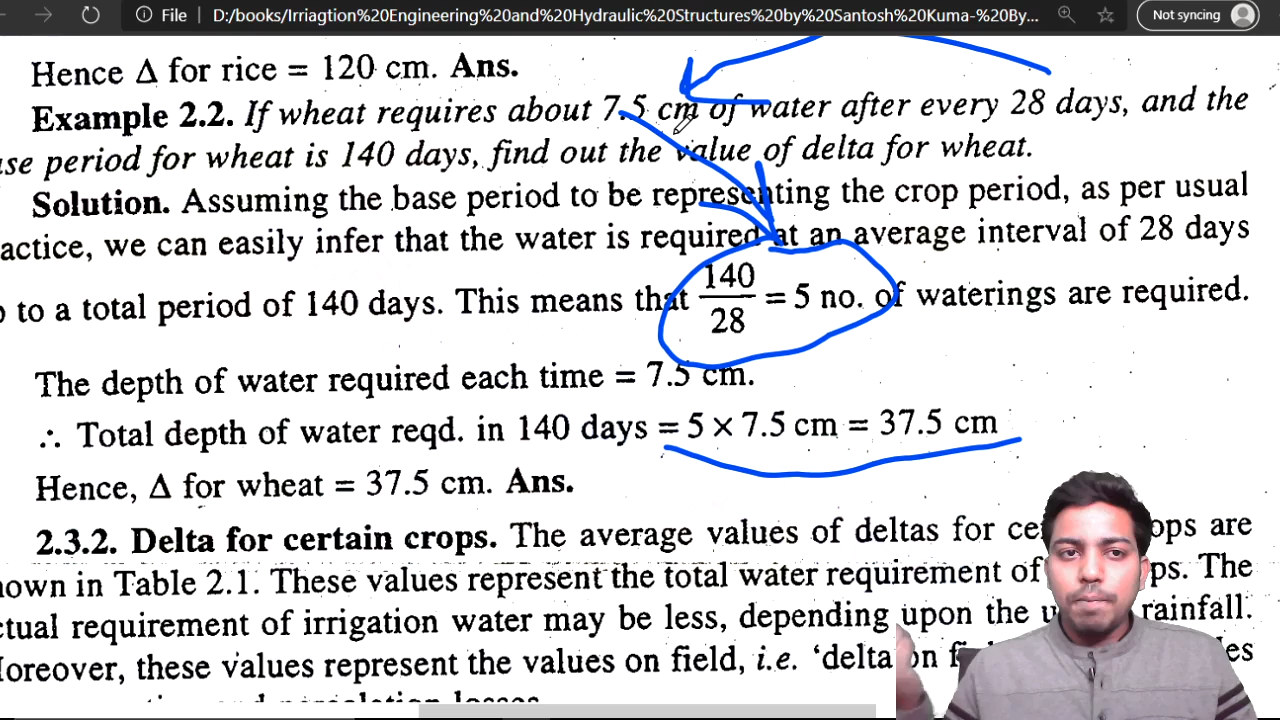 File D:/books/Irriagtion%20Engineering%20and%20Hydraulic%20Structures%20by%20Santosh%20Kuma-%20By... Not syncing
Hence Δ for rice = 120 cm. Ans.
Example 2.2. If wheat requires about 7.5 cm of water after every 28 days, and the
se period for wheat is 140 days, find out the value of delta for wheat.
Solution. Assuming the base period to be representing the crop period, as per usual
actice, we can easily infer that the water is required at an average interval of 28 days
to a total period of 140 days. This means that 140/28 = 5 no. of waterings are required.
The depth of water required each time = 7.5 cm.
∴ Total depth of water reqd. in 140 days = 5 × 7.5 cm = 37.5 cm
Hence, Δ for wheat = 37.5 cm. Ans.
2.3.2. Delta for certain crops. The average values of deltas for ce ops are
own in Table 2.1. These values represent the total water requirement of ps. The
ctual requirement of irrigation water may be less, depending upon the u rainfall.
oreover, these values represent the values on field, i.e. 'delta on f es